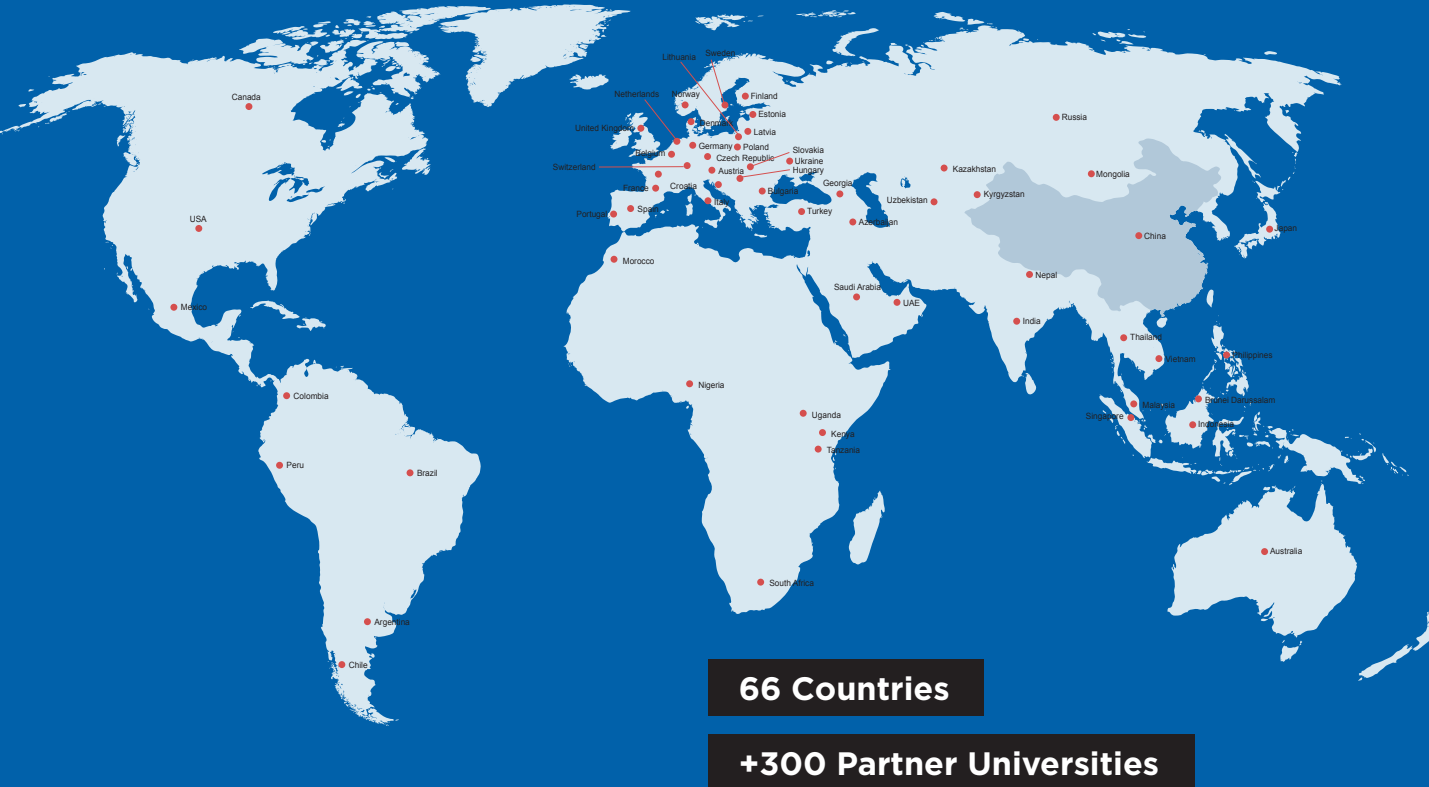 Sweden
Lithuania
Netherlands
Norway
Finland
Canada
Estonia
Russia
United Kingdom
Denmark
Latvia
Belgium
Germany
Poland
Slovakia
Czech Republic
Ukraine
Switzerland
Austria
Hungary
Kazakhstan
Mongolia
France
Croatia
Bulgaria
Georgia
Kyrgyzstan
Uzbekistan
Italy
Portugal
Spain
Turkey
USA
Azerbaijan
Japan
China
Morocco
Nepal
Saudi Arabia
UAE
Mexico
India
Thailand
Vietnam
Philippines
Nigeria
Colombia
Brunei Darussalam
Malaysia
Uganda
Singapore
Indonesia
Kenya
Tanzania
Peru
Brazil
Australia
South Africa
Argentina
Chile
66 Countries
+300 Partner Universities